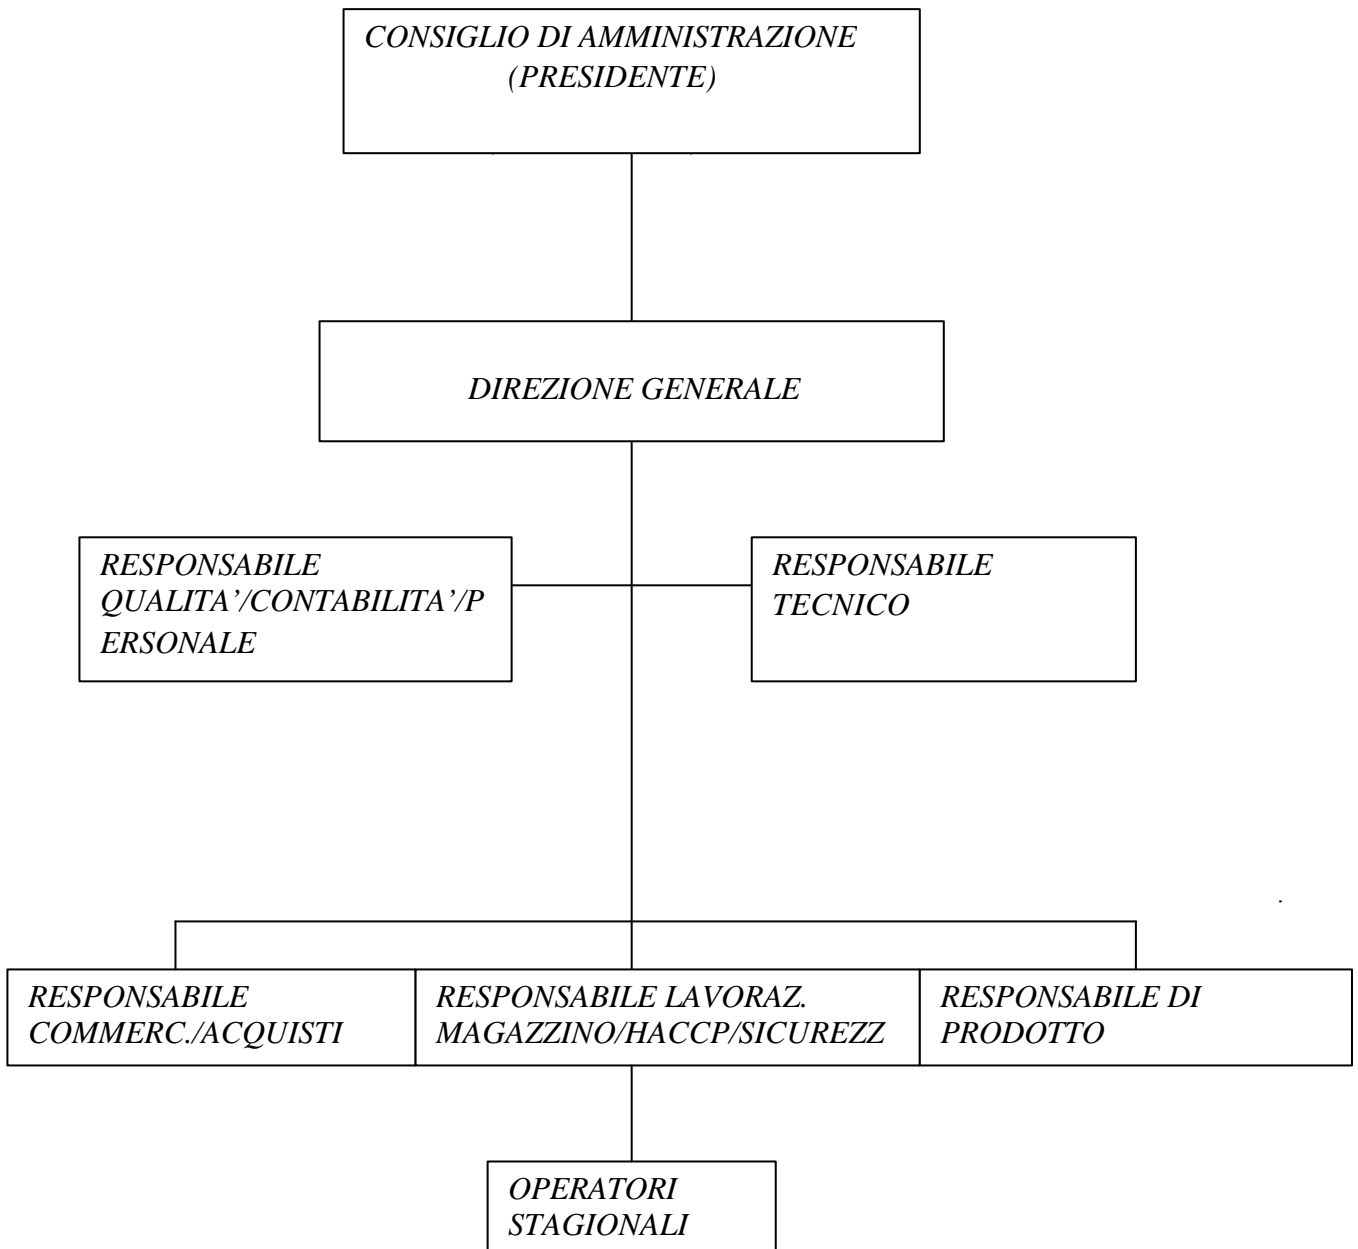 CONSIGLIO DI AMMINISTRAZIONE
(PRESIDENTE)
DIREZIONE GENERALE
RESPONSABILE
QUALITA’/CONTABILITA’/P
ERSONALE
RESPONSABILE
TECNICO
RESPONSABILE
COMMERC./ACQUISTI
RESPONSABILE LAVORAZ.
MAGAZZINO/HACCP/SICUREZZ
RESPONSABILE DI
PRODOTTO
OPERATORI
STAGIONALI